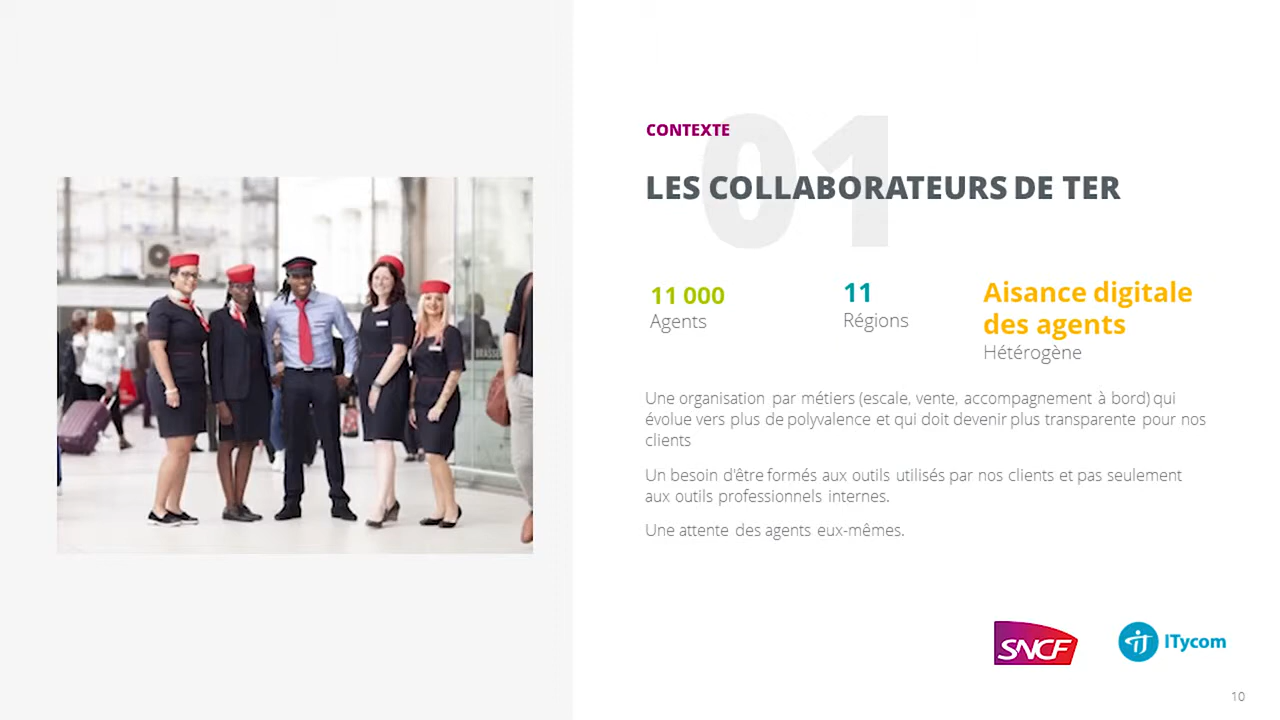 01
CONTEXTE
LES COLLABORATEURS DE TER
11 000
Agents
11
Régions
Aisance digitale
des agents
Hétérogène
Une organisation par métiers (escale, vente, accompagnement à bord) qui
évolue vers plus de polyvalence et qui doit devenir plus transparente pour nos
clients
Un besoin d'être formés aux outils utilisés par nos clients et pas seulement
aux outils professionnels internes.
Une attente des agents eux-mêmes.
BRASSE
SNCF
ITycom
10